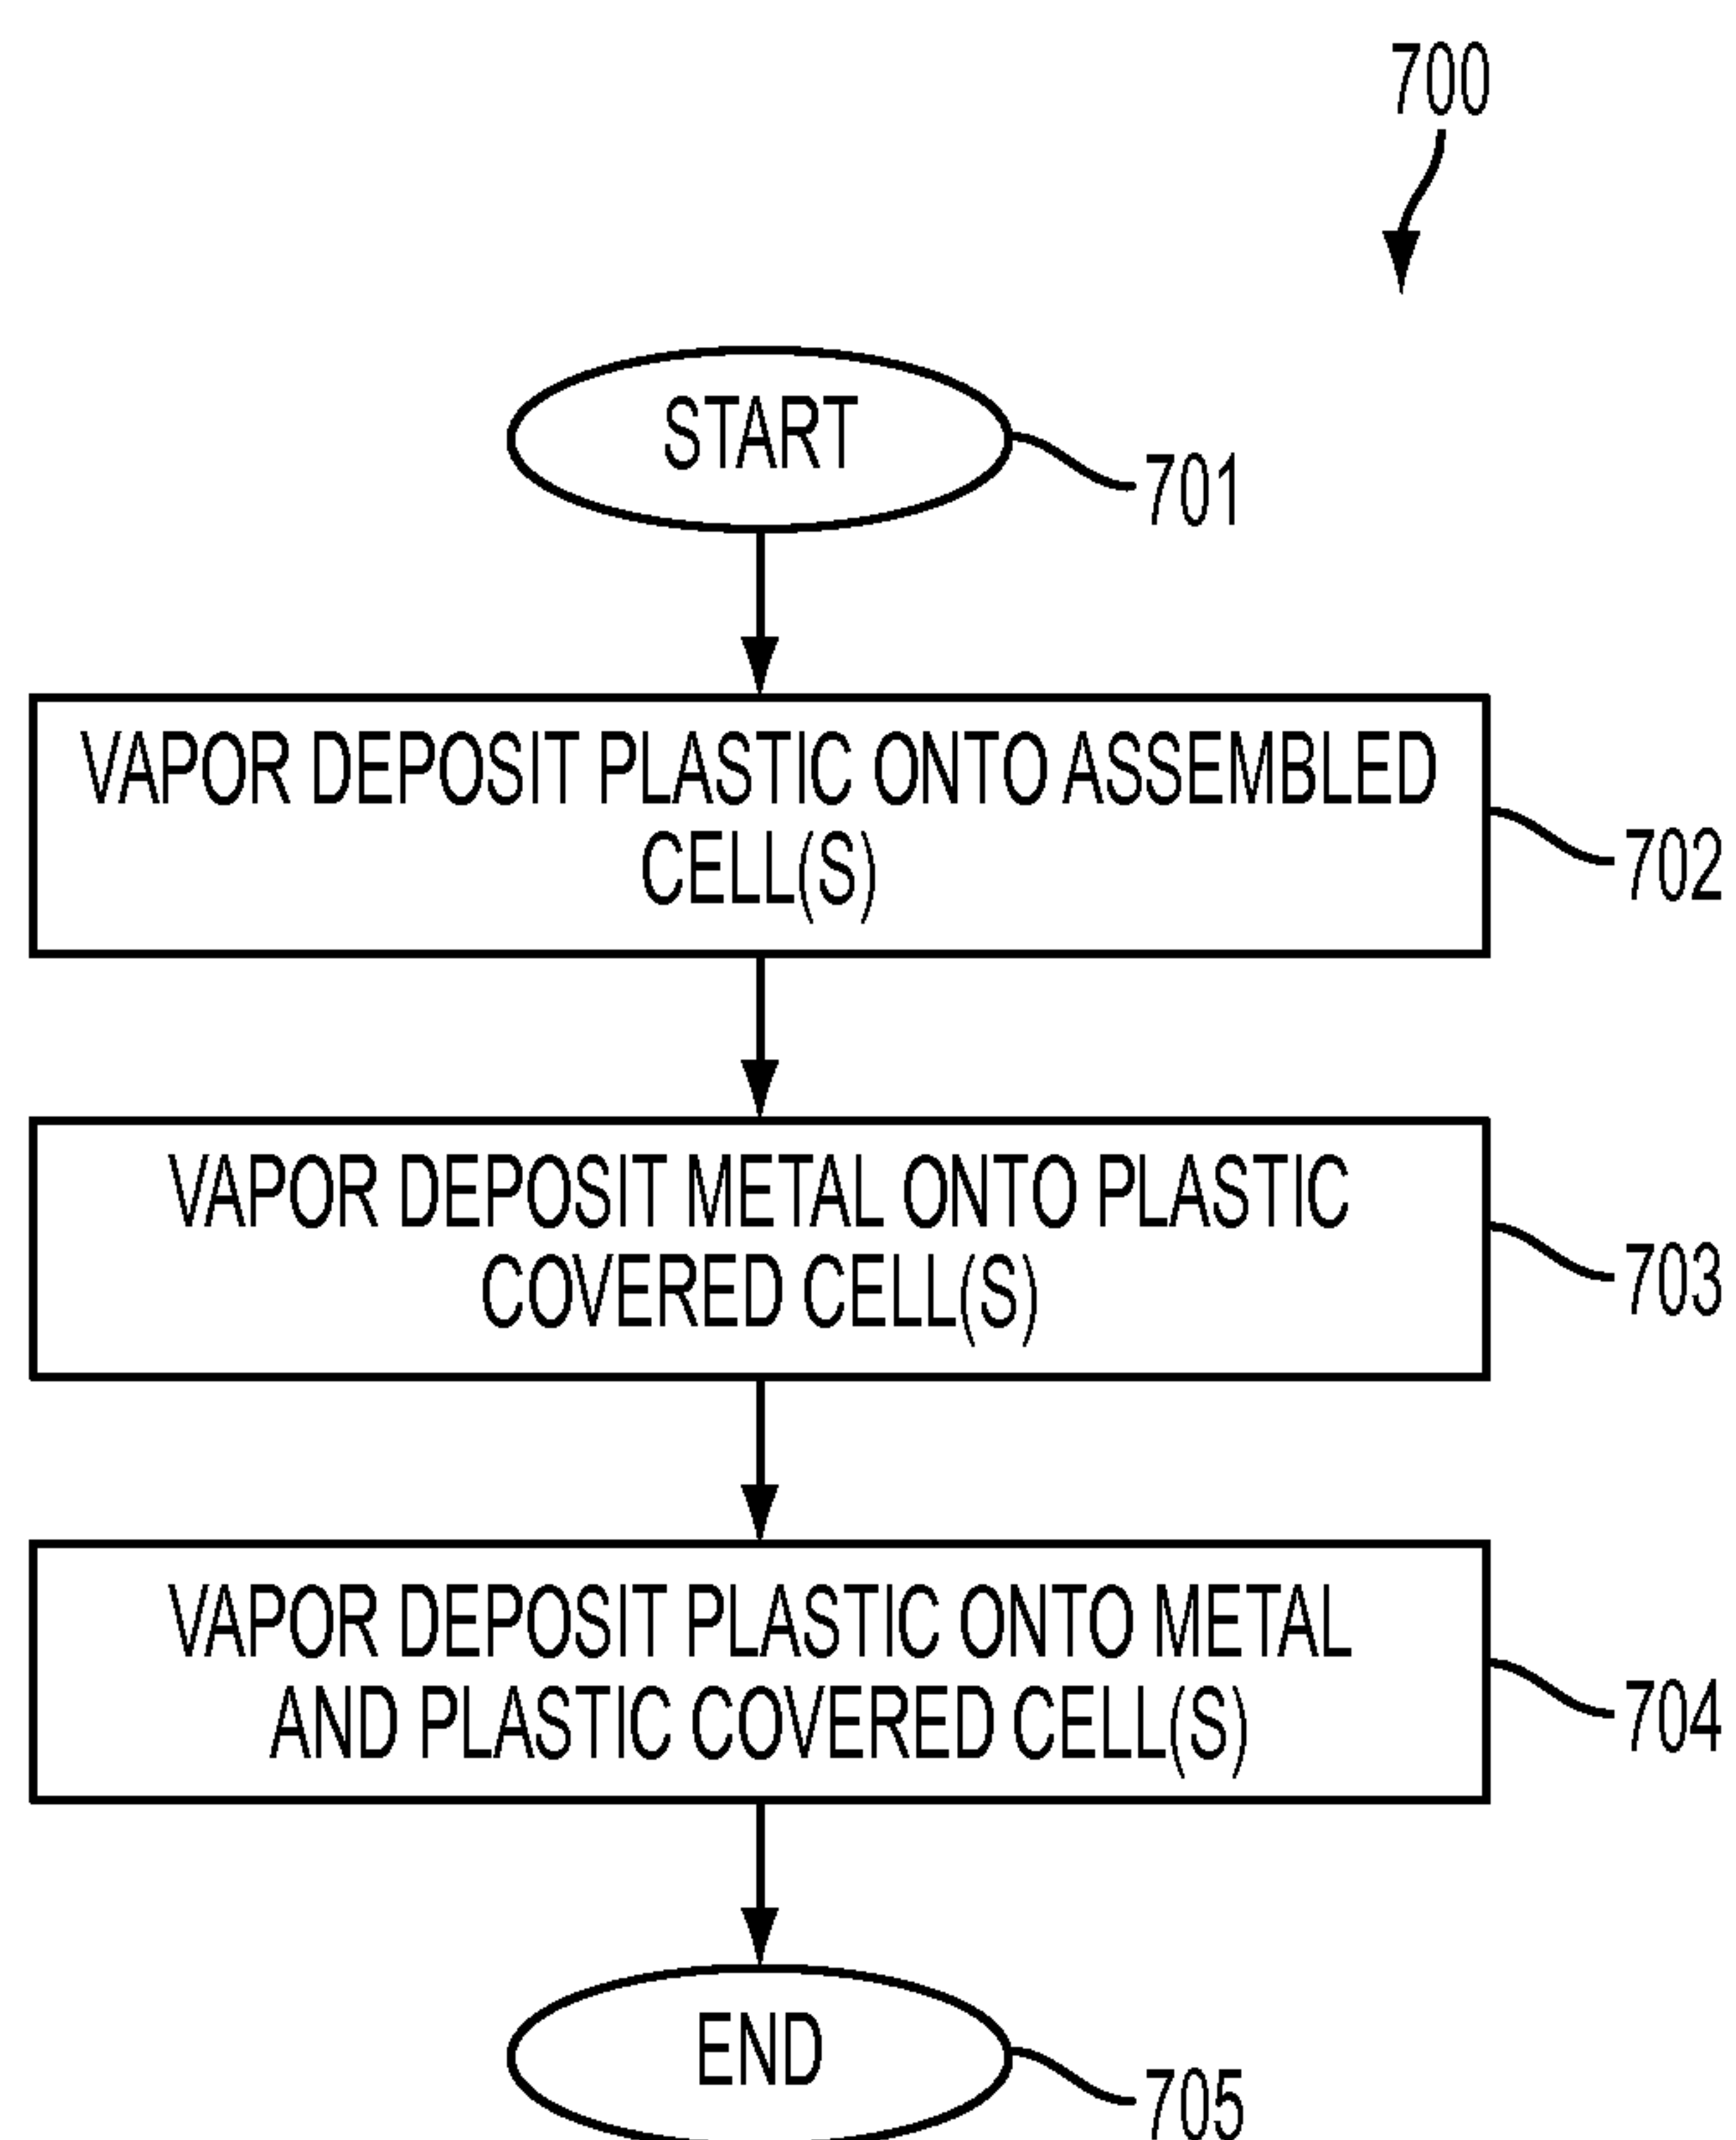 700
START
701
VAPOR DEPOSIT PLASTIC ONTO ASSEMBLED
CELL(S)
702
VAPOR DEPOSIT METAL ONTO PLASTIC
COVERED CELL(S)
703
VAPOR DEPOSIT PLASTIC ONTO METAL
AND PLASTIC COVERED CELL(S)
704
END
705